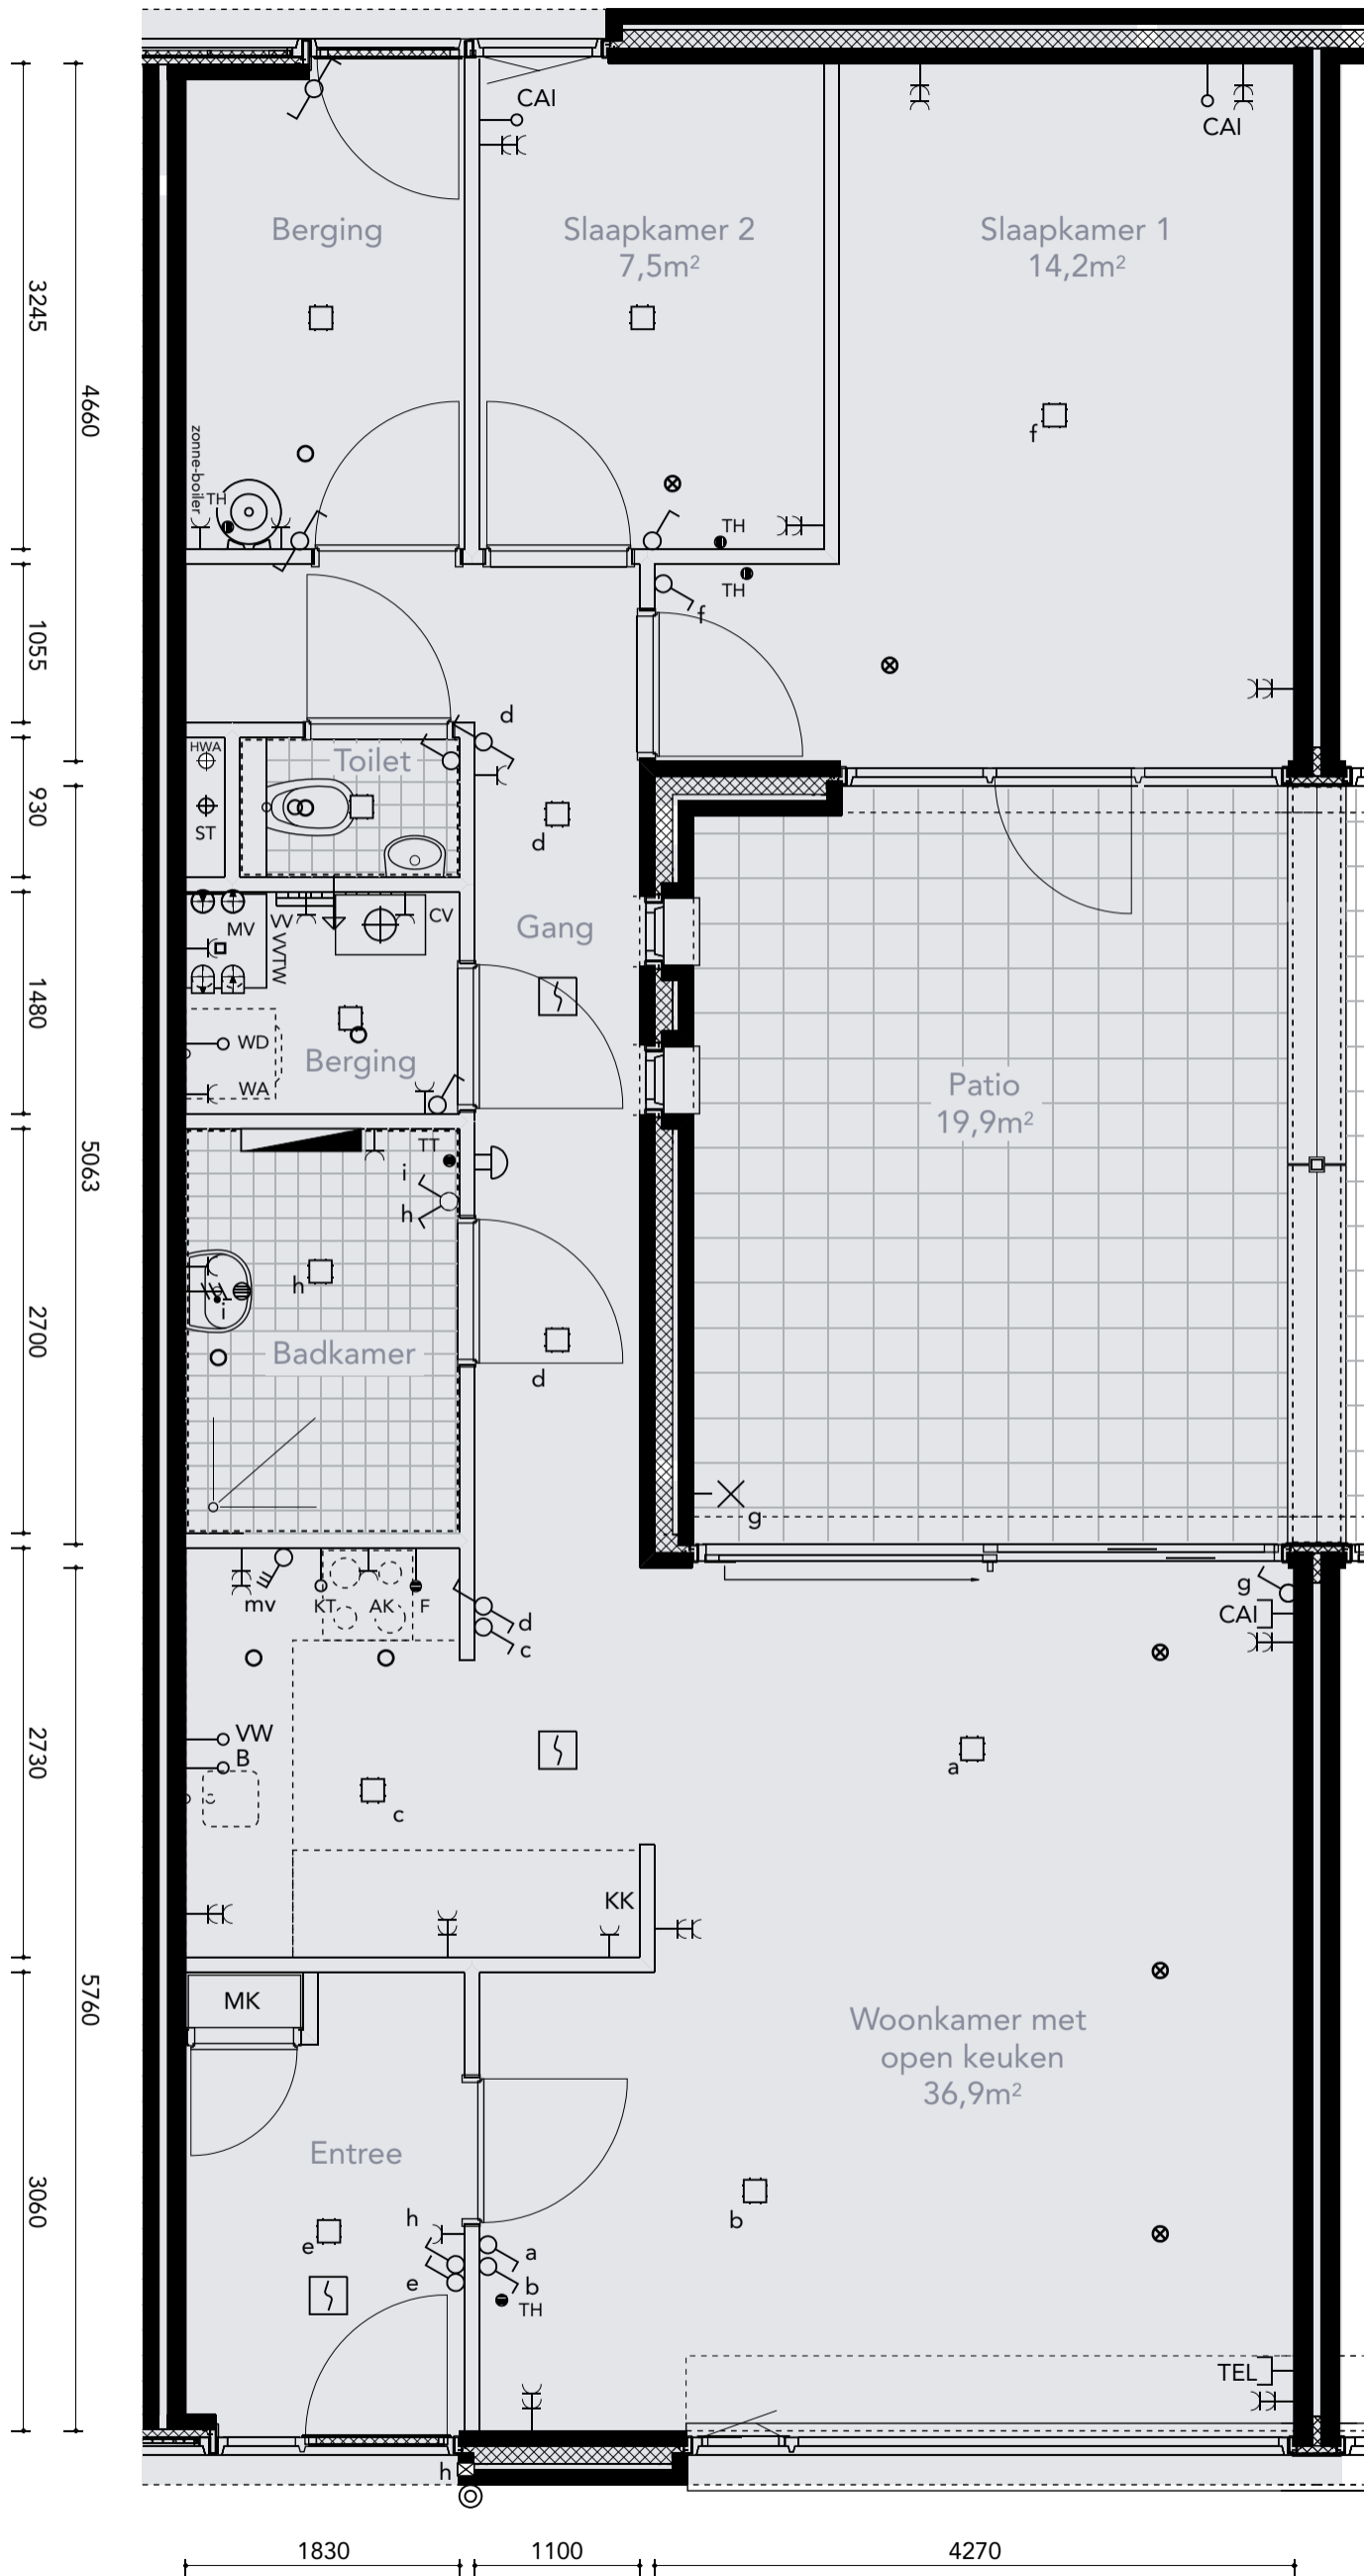 CAI
CAI
Berging
Slaapkamer 2
7,5m²
Slaapkamer 1
14,2m²
3245
4660
f
zonne-boiler
TH
TH
TH
f
1055
d
HWA
Toilet
ST
930
d
MV
VV
VVTW
CV
Gang
1480
WD
WA
Berging
Patio
19,9m²
5063
TT
i
h
h
i
2700
Badkamer
d
g
g
CAI
mv
KT
AK
F
d
c
VW
B
2730
a
c
KK
5760
MK
Woonkamer met
open keuken
36,9m²
Entree
3060
h
b
e
a
e
b
TH
TEL
h
1830
1100
4270